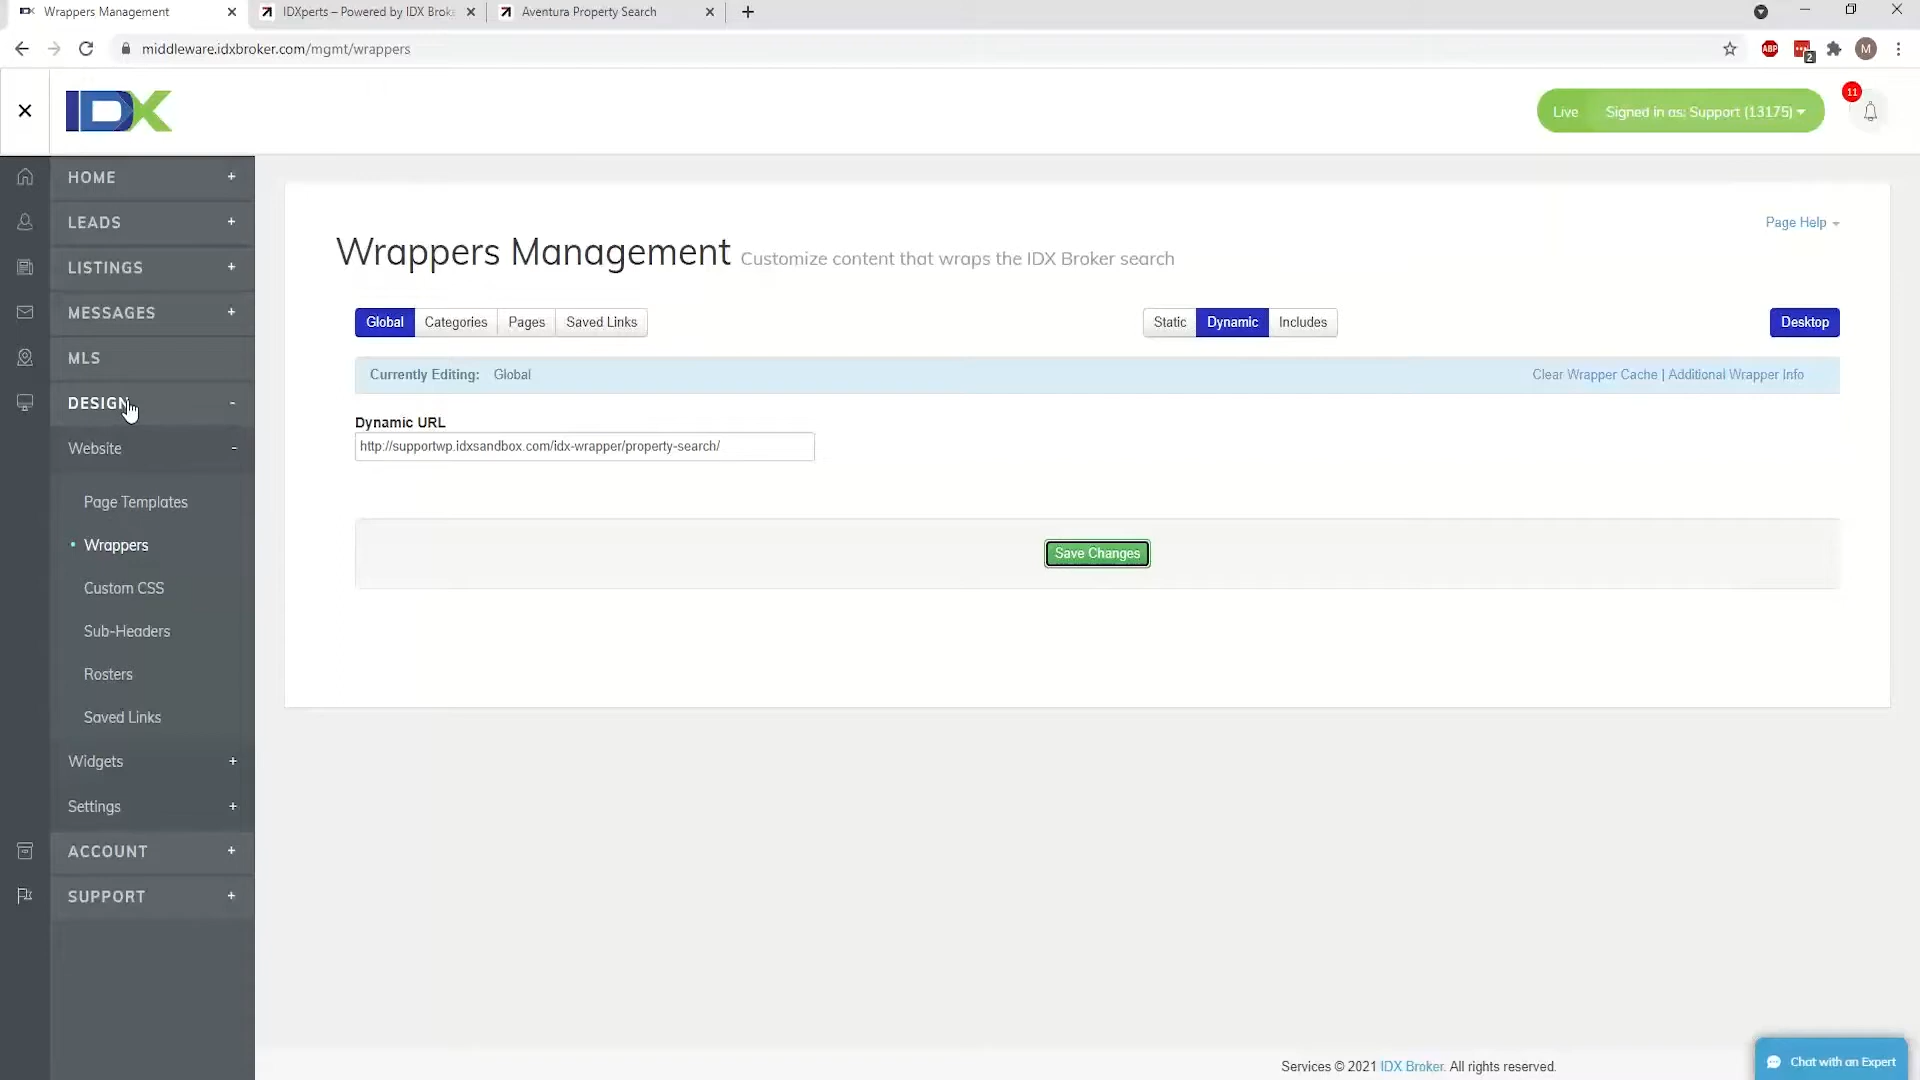 Wrappers Management
IDXperts – Powered by IDX Broke
Aventura Property Search
middleware.idxbroker.com/mgmt/wrappers
ABP
2
M
IDX
Live Signed in as: Support (13175)
11
HOME +
LEADS +
LISTINGS +
MESSAGES +
MLS
DESIGN -
Website -
Page Templates
• Wrappers
Custom CSS
Sub-Headers
Rosters
Saved Links
Widgets +
Settings +
ACCOUNT +
SUPPORT +
Page Help
Wrappers Management Customize content that wraps the IDX Broker search
Global Categories Pages Saved Links
Static Dynamic Includes
Desktop
Currently Editing: Global
Clear Wrapper Cache | Additional Wrapper Info
Dynamic URL
http://supportwp.idxsandbox.com/idx-wrapper/property-search/
Save Changes
Services © 2021 IDX Broker. All rights reserved.
Chat with an Expert